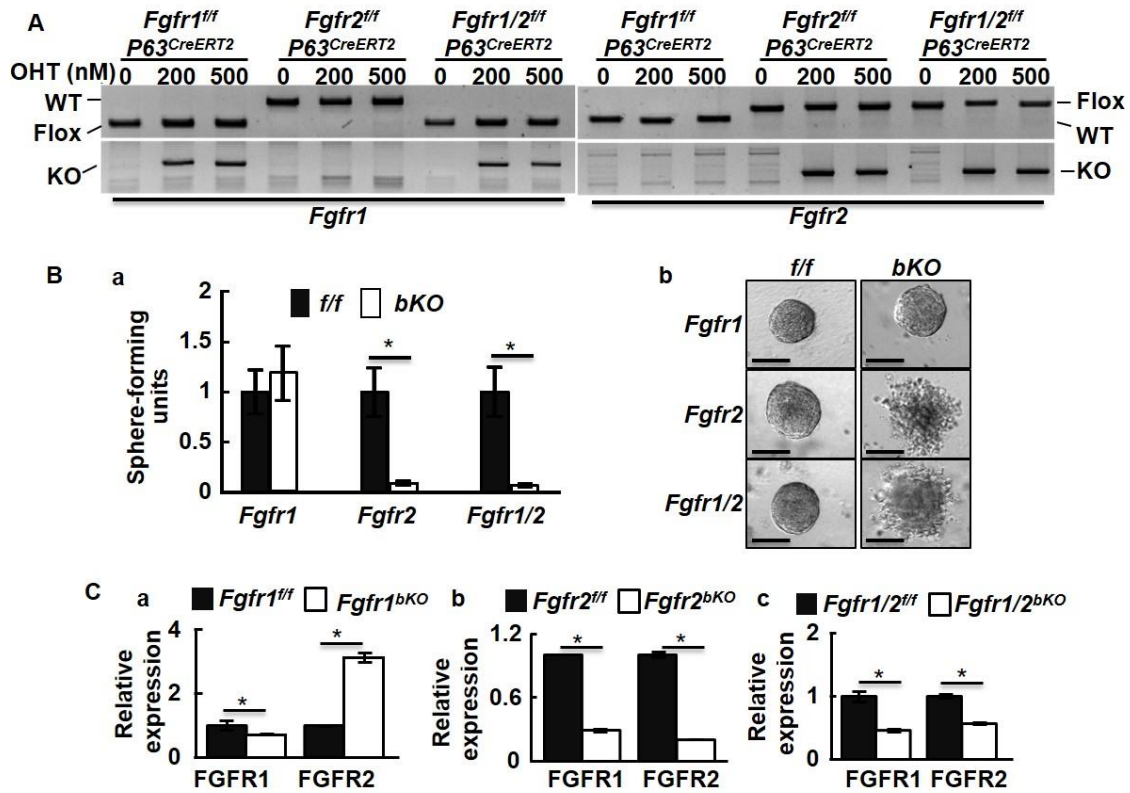 A
Fgfr1f/f Fgfr2f/f Fgfr1/2f/f Fgfr1f/f Fgfr2f/f Fgfr1/2f/f
P63CreERT2 P63CreERT2 P63CreERT2 P63CreERT2 P63CreERT2 P63CreERT2
OHT (nM) 0 200 500 0 200 500 0 200 500 0 200 500 0 200 500 0 200 500
WT Flox
Flox WT
KO KO
Fgfr1 Fgfr2
B a b
f/f bKO
2
1.5
1
0.5
0
Sphere-forming
units
f/f bKO
* *
Fgfr1 Fgfr2 Fgfr1/2
Fgfr1
Fgfr2
Fgfr1/2
C
a Fgfr1f/f Fgfr1bKO
4
2
0
Relative
expression
* *
FGFR1 FGFR2
b Fgfr2f/f Fgfr2bKO
1.2
0.6
0
Relative
expression
* *
FGFR1 FGFR2
c Fgfr1/2f/f Fgfr1/2bKO
2
1
0
Relative
expression
* *
FGFR1 FGFR2